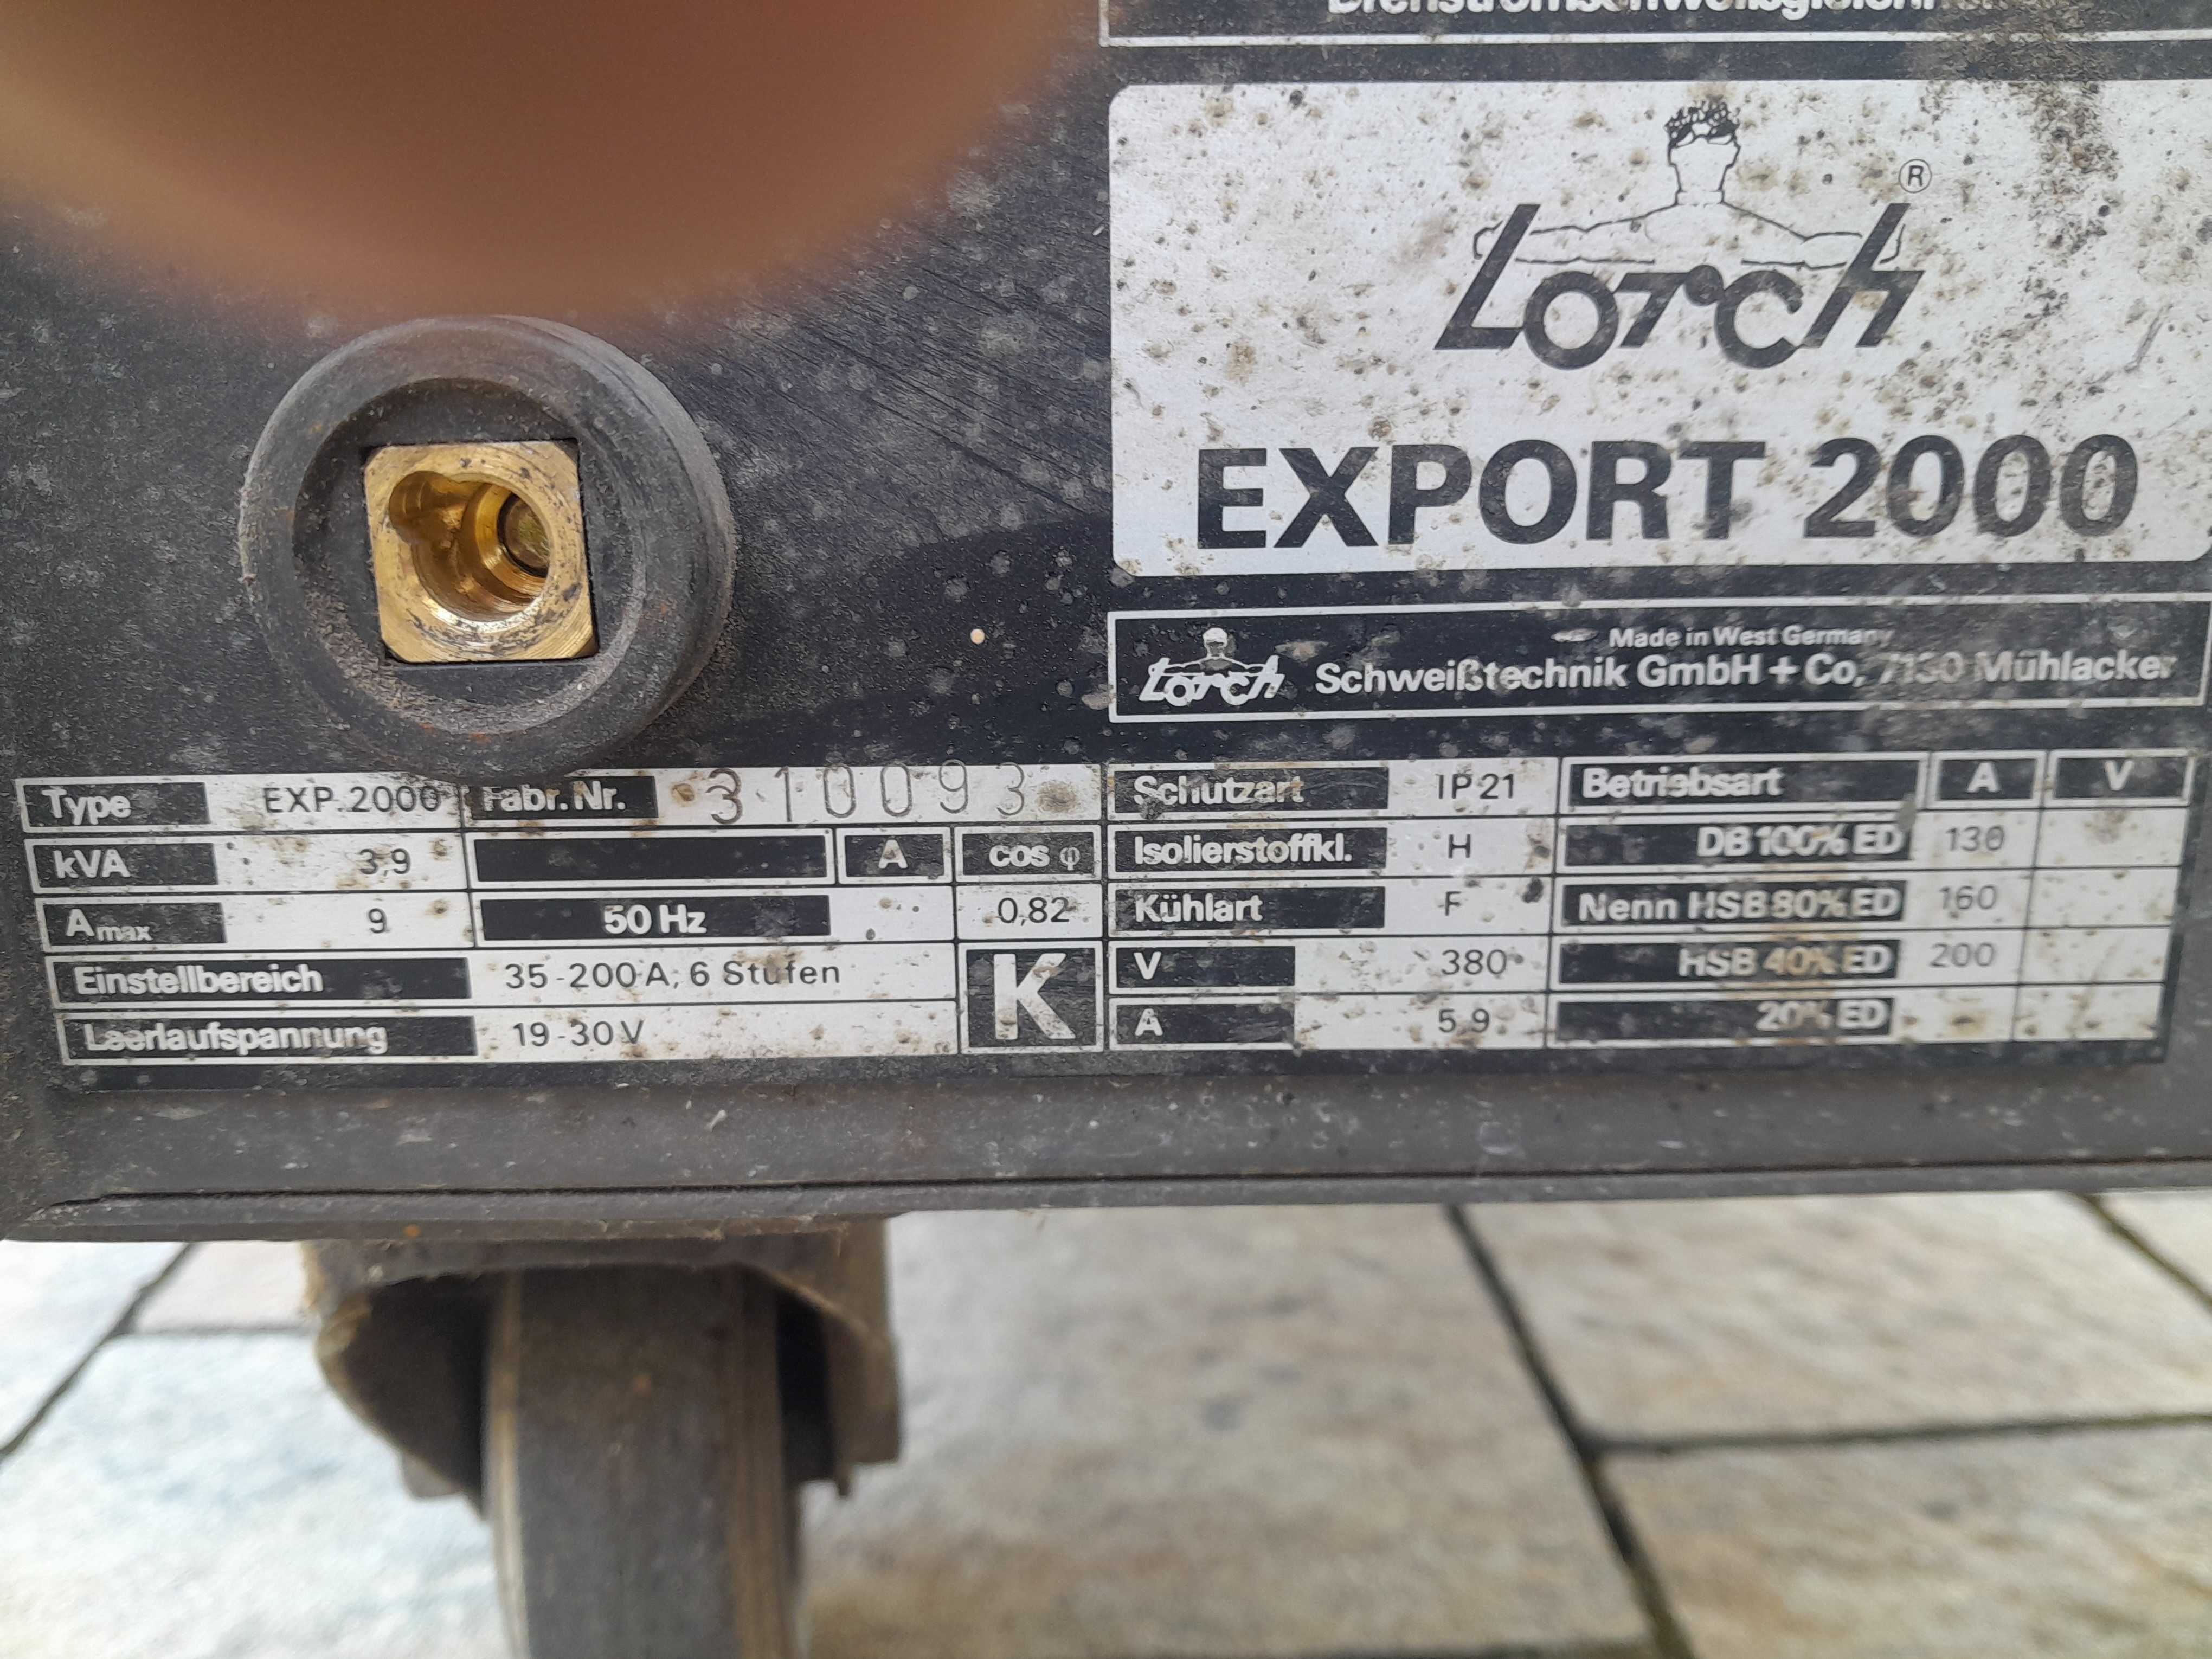 Lorch ®
EXPORT 2000
Made in West Germany
Lorch Schweißtechnik GmbH + Co, 7130 Mühlacker
Type EXP. 2000 Fabr. Nr. 310093
kVA 3,9 A cos φ
Amax 9 50 Hz 0,82
Einstellbereich 35-200 A, 6 Stufen K
Leerlaufspannung 19-30 V
Schutzart IP 21
Isolierstoffkl. H
Kühlart F
V 380
A 5,9
Betriebsart A V
DB 100% ED 130
Nenn HSB 80% ED 160
HSB 40% ED 200
20% ED